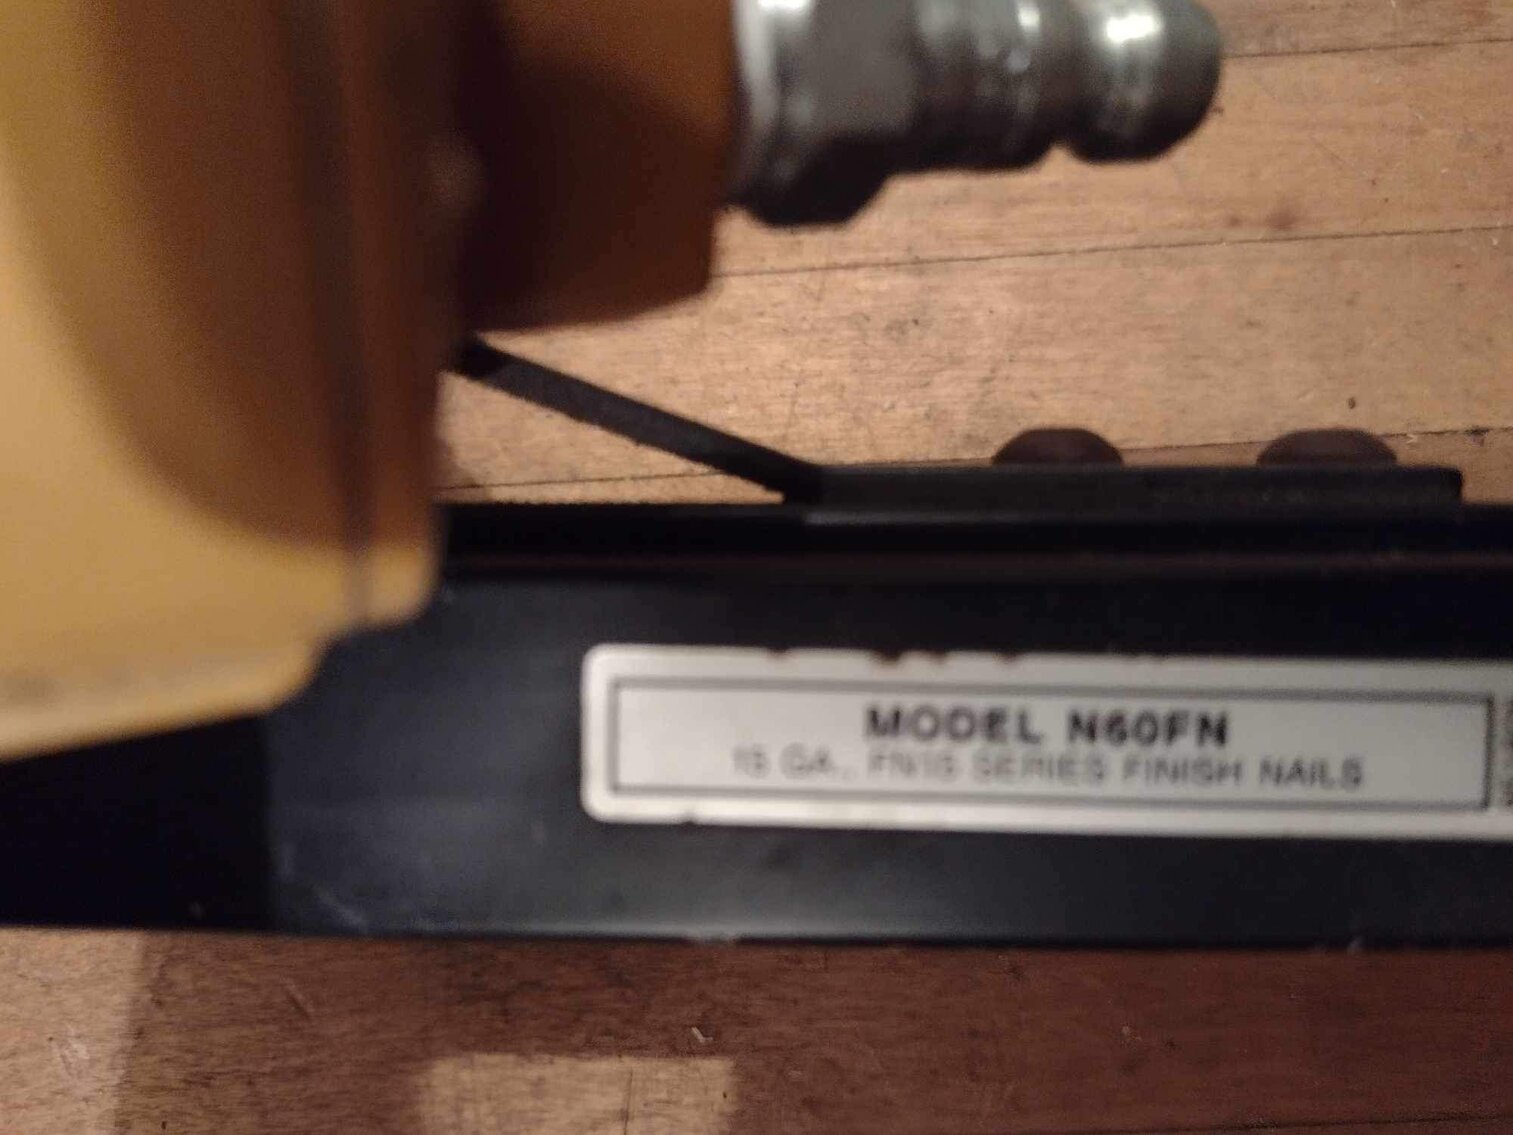 MODEL N60FN
15 GA., FN15 SERIES FINISH NAILS